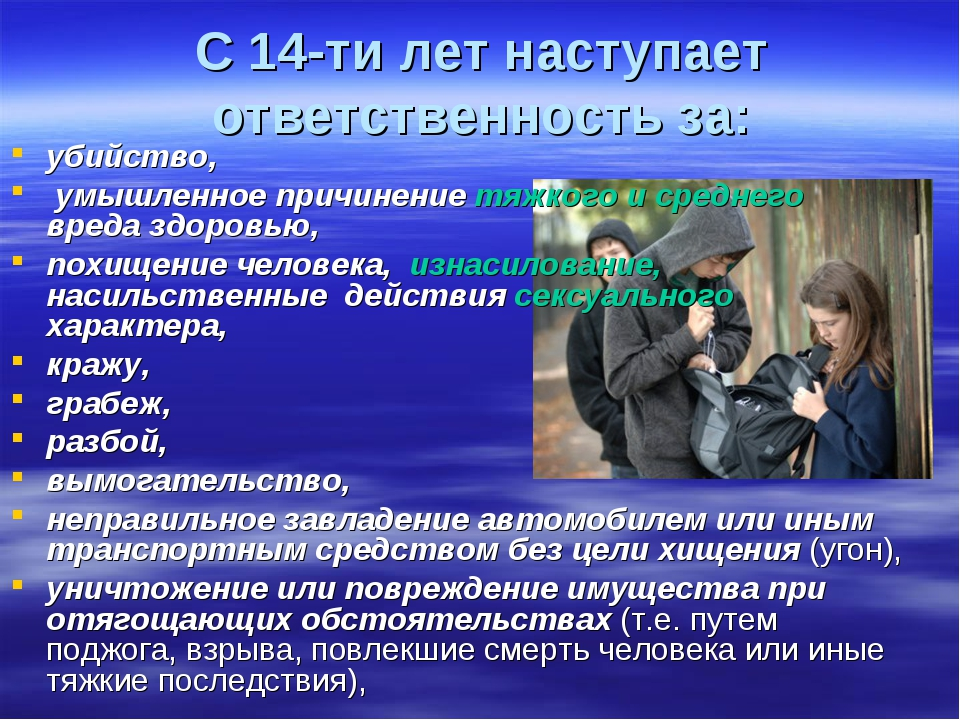 С 14-ти лет наступает
ответственность за:
убийство,
умышленное причинение тяжкого и среднего
вреда здоровью,
похищение человека, изнасилование,
насильственные действия сексуального
характера,
кражу,
грабеж,
разбой,
вымогательство,
неправильное завладение автомобилем или иным
транспортным средством без цели хищения (угон),
уничтожение или повреждение имущества при
отягощающих обстоятельствах (т.е. путем
поджога, взрыва, повлекшие смерть человека или иные
тяжкие последствия),